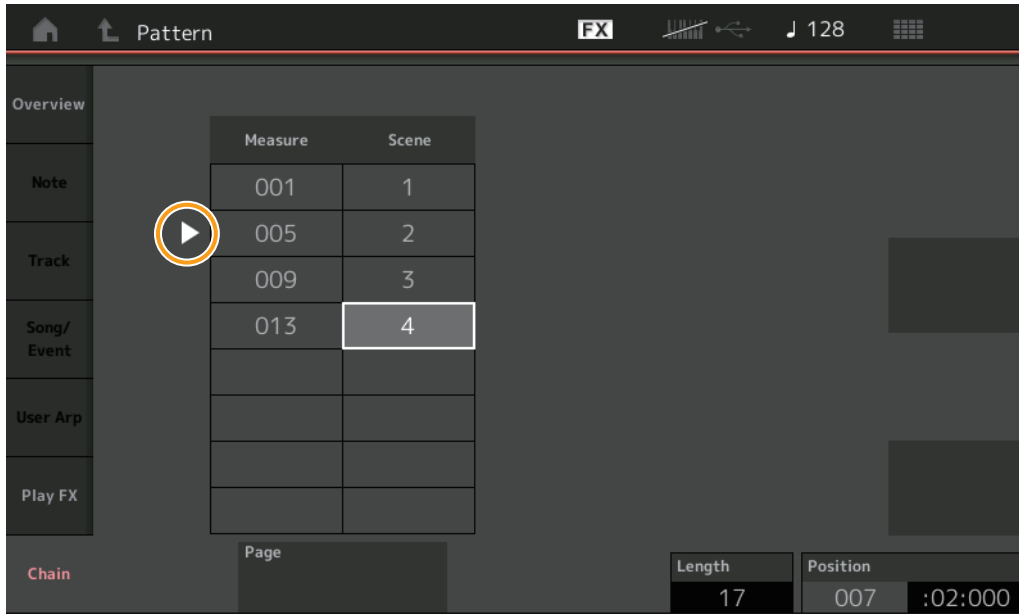 Pattern FX 128
Overview
Note
Track
Song/
Event
User Arp
Play FX
Chain
Measure Scene
001 1
005 2
009 3
013 4
Page
Length
17
Position
007 :02:000